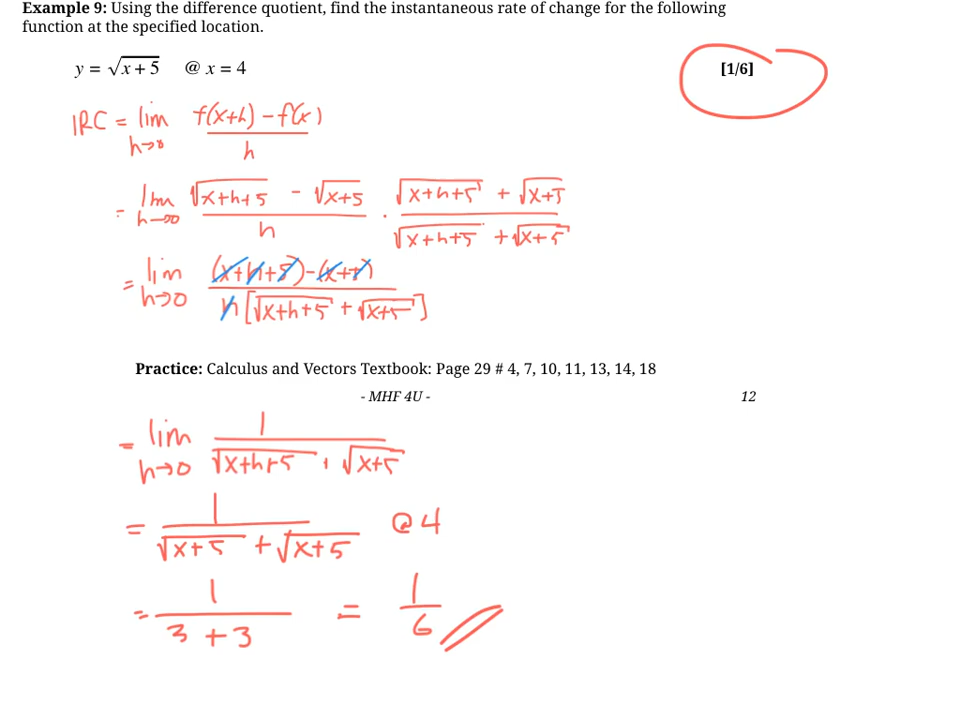 Example 9: Using the difference quotient, find the instantaneous rate of change for the following
function at the specified location.
y = √x + 5 @ x = 4 [1/6]
IRC = lim h→0 f(x+h) - f(x) / h
= lim h→0 √x+h+5 - √x+5 / h · √x+h+5 + √x+5 / √x+h+5 + √x+5
= lim h→0 (x+h+5)-(x+5) / h[√x+h+5 + √x+5]
Practice: Calculus and Vectors Textbook: Page 29 # 4, 7, 10, 11, 13, 14, 18
- MHF 4U - 12
= lim h→0 1 / √x+h+5 + √x+5
= 1 / √x+5 + √x+5 @ 4
= 1 / 3 + 3 = 1 / 6